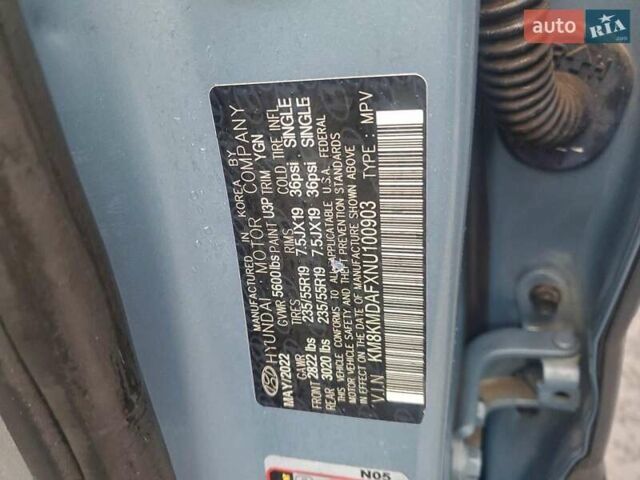 auto RIA
.com
MANUFACTURED IN KOREA BY
HYUNDAI MOTOR COMPANY
MAY/2022 GVWR 5600 lbs PAINT U3P TRIM YGN
GAWR TIRES RIMS COLD TIRE INFL
FRONT 2822 lbs 235/55R19 7.5JX19 36psi SINGLE
REAR 3020 lbs 235/55R19 7.5JX19 36psi SINGLE
THIS VEHICLE CONFORMS TO ALL APPLICABLE U.S.A. FEDERAL
MOTOR VEHICLE SAFETY AND THEFT PREVENTION STANDARDS
IN EFFECT ON THE DATE OF MANUFACTURE SHOWN ABOVE
V.I.N : KM8KMDAFXNU100903 TYPE : MPV
N05